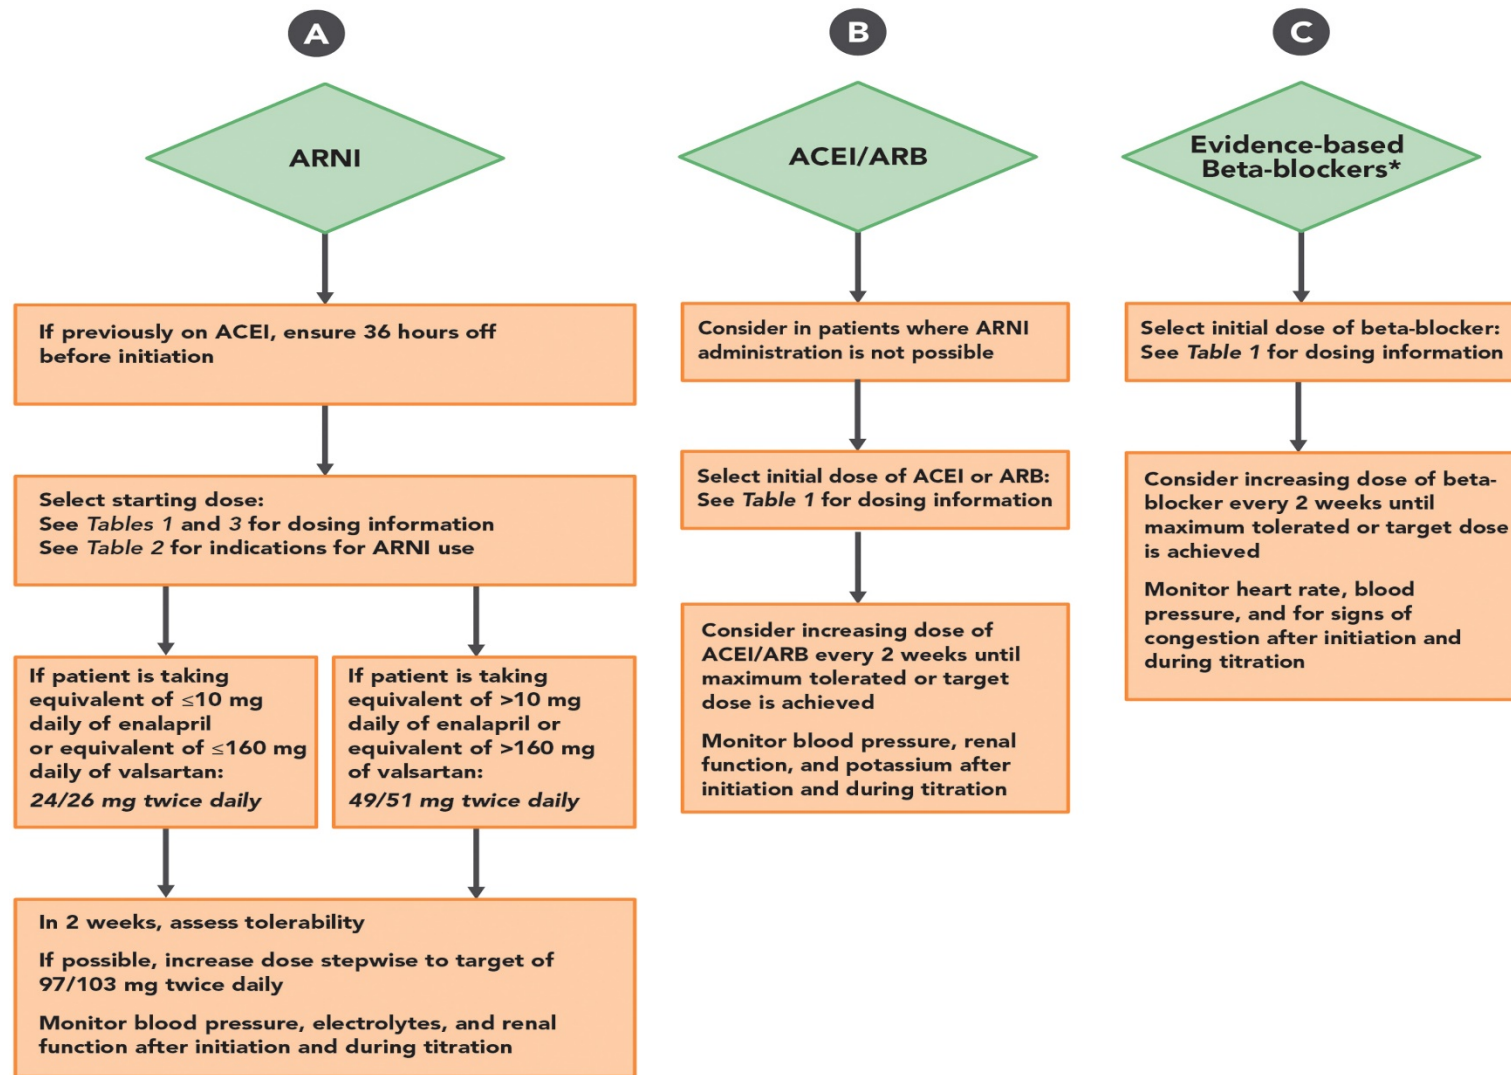 A
ARNI
If previously on ACEI, ensure 36 hours off
before initiation
Select starting dose:
See Tables 1 and 3 for dosing information
See Table 2 for indications for ARNI use
If patient is taking
equivalent of ≤10 mg
daily of enalapril
or equivalent of ≤160 mg
daily of valsartan:
24/26 mg twice daily
If patient is taking
equivalent of >10 mg
daily of enalapril or
equivalent of >160 mg
of valsartan:
49/51 mg twice daily
In 2 weeks, assess tolerability
If possible, increase dose stepwise to target of
97/103 mg twice daily
Monitor blood pressure, electrolytes, and renal
function after initiation and during titration
B
ACEI/ARB
Consider in patients where ARNI
administration is not possible
Select initial dose of ACEI or ARB:
See Table 1 for dosing information
Consider increasing dose of
ACEI/ARB every 2 weeks until
maximum tolerated or target
dose is achieved
Monitor blood pressure, renal
function, and potassium after
initiation and during titration
C
Evidence-based
Beta-blockers*
Select initial dose of beta-blocker:
See Table 1 for dosing information
Consider increasing dose of beta-
blocker every 2 weeks until
maximum tolerated or target dose
is achieved
Monitor heart rate, blood
pressure, and for signs of
congestion after initiation and
during titration